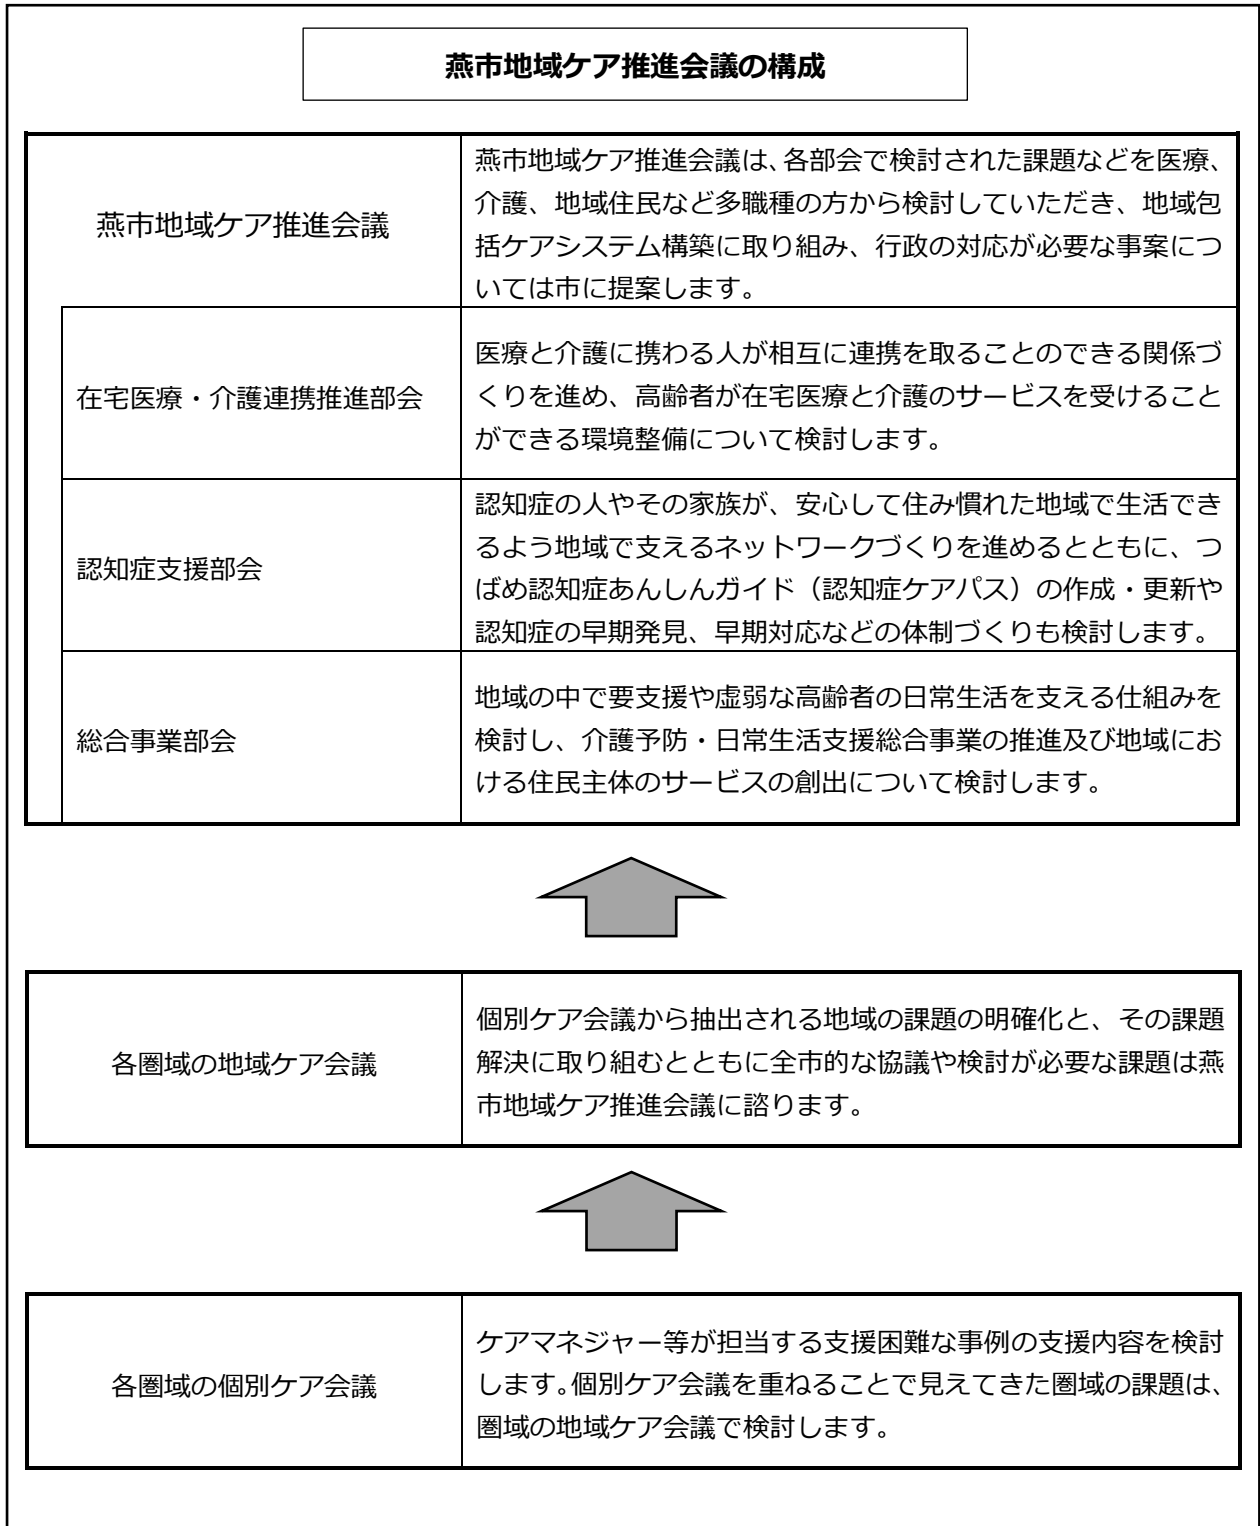 燕市地域ケア推進会議の構成
燕市地域ケア推進会議
燕市地域ケア推進会議は、各部会で検討された課題などを医療、
介護、地域住民など多職種の方から検討していただき、地域包
括ケアシステム構築に取り組み、行政の対応が必要な事案につ
いては市に提案します。
在宅医療・介護連携推進部会
医療と介護に携わる人が相互に連携を取ることのできる関係づ
くりを進め、高齢者が在宅医療と介護のサービスを受けること
ができる環境整備について検討します。
認知症支援部会
認知症の人やその家族が、安心して住み慣れた地域で生活でき
るよう地域で支えるネットワークづくりを進めるとともに、つ
ばめ認知症あんしんガイド（認知症ケアパス）の作成・更新や
認知症の早期発見、早期対応などの体制づくりも検討します。
総合事業部会
地域の中で要支援や虚弱な高齢者の日常生活を支える仕組みを
検討し、介護予防・日常生活支援総合事業の推進及び地域にお
ける住民主体のサービスの創出について検討します。
各圏域の地域ケア会議
個別ケア会議から抽出される地域の課題の明確化と、その課題
解決に取り組むとともに全市的な協議や検討が必要な課題は燕
市地域ケア推進会議に諮ります。
各圏域の個別ケア会議
ケアマネジャー等が担当する支援困難な事例の支援内容を検討
します。個別ケア会議を重ねることで見えてきた圏域の課題は、
圏域の地域ケア会議で検討します。